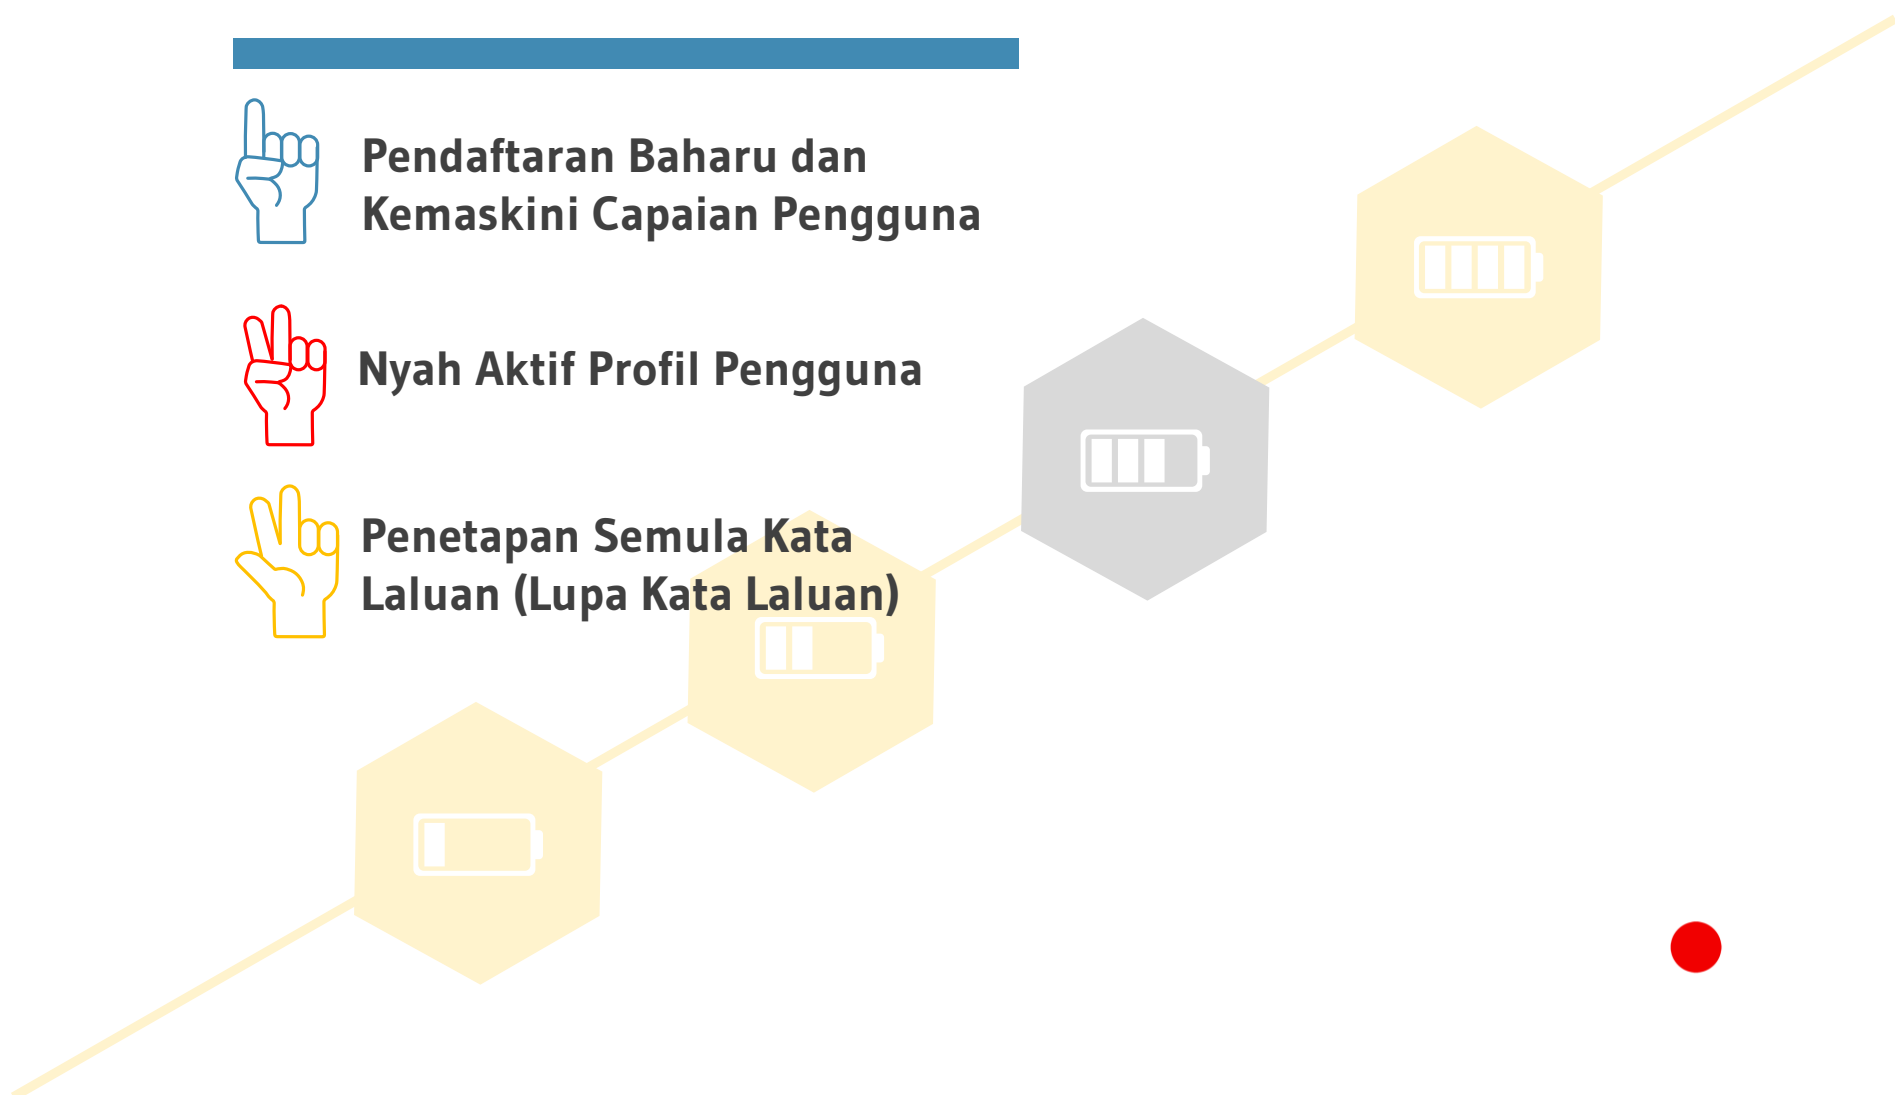 Pendaftaran Baharu dan
Kemaskini Capaian Pengguna
Nyah Aktif Profil Pengguna
Penetapan Semula Kata
Laluan (Lupa Kata Laluan)